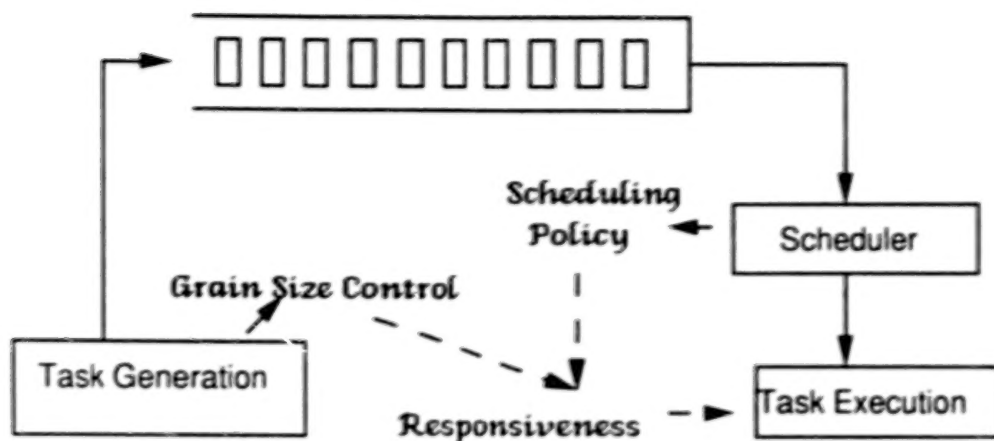 Scheduling
Policy
Scheduler
Grain Size Control
Task Generation
Task Execution
Responsiveness